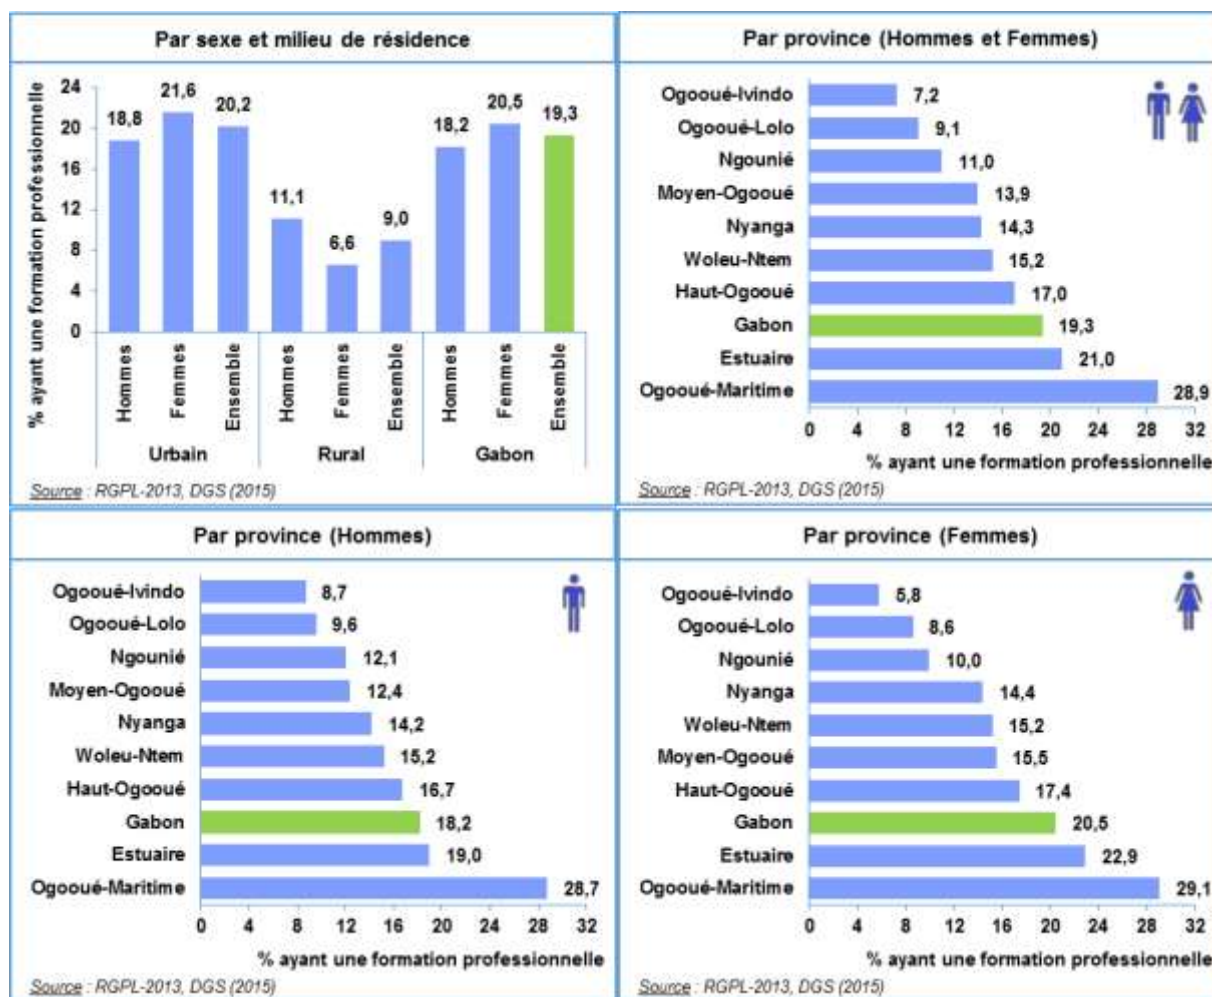 Par sexe et milieu de résidence
% ayant une formation professionnelle
24
20
16
12
8
4
0
18,8
21,6
20,2
11,1
6,6
9,0
18,2
20,5
19,3
Hommes
Femmes
Ensemble
Hommes
Femmes
Ensemble
Hommes
Femmes
Ensemble
Urbain
Rural
Gabon
Source : RGPL-2013, DGS (2015)
Par province (Hommes et Femmes)
Ogooué-Ivindo 7,2
Ogooué-Lolo 9,1
Ngounié 11,0
Moyen-Ogooué 13,9
Nyanga 14,3
Woleu-Ntem 15,2
Haut-Ogooué 17,0
Gabon 19,3
Estuaire 21,0
Ogooué-Maritime 28,9
0 4 8 12 16 20 24 28 32
% ayant une formation professionnelle
Source : RGPL-2013, DGS (2015)
Par province (Hommes)
Ogooué-Ivindo 8,7
Ogooué-Lolo 9,6
Ngounié 12,1
Moyen-Ogooué 12,4
Nyanga 14,2
Woleu-Ntem 15,2
Haut-Ogooué 16,7
Gabon 18,2
Estuaire 19,0
Ogooué-Maritime 28,7
0 4 8 12 16 20 24 28 32
% ayant une formation professionnelle
Source : RGPL-2013, DGS (2015)
Par province (Femmes)
Ogooué-Ivindo 5,8
Ogooué-Lolo 8,6
Ngounié 10,0
Nyanga 14,4
Woleu-Ntem 15,2
Moyen-Ogooué 15,5
Haut-Ogooué 17,4
Gabon 20,5
Estuaire 22,9
Ogooué-Maritime 29,1
0 4 8 12 16 20 24 28 32
% ayant une formation professionnelle
Source : RGPL-2013, DGS (2015)